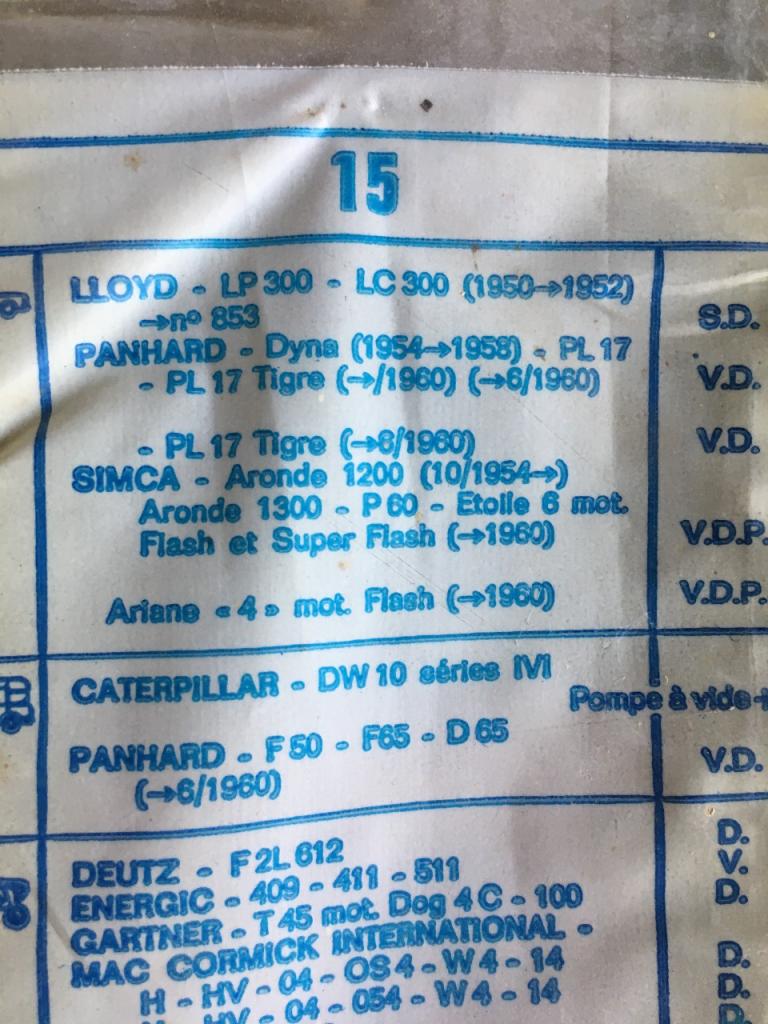 15
LLOYD - LP 300 - LC 300 (1950→1952)
→nº 853 S.D.
PANHARD - Dyna (1954→1958) - PL 17
- PL 17 Tigre (→/1960) (→6/1960) V.D.
- PL 17 Tigre (→6/1960) V.D.
SIMCA - Aronde 1200 (10/1954→)
Aronde 1300 - P 60 - Etoile 6 mot.
Flash et Super Flash (→1960) V.D.P.
Ariane « 4 » mot. Flash (→1960) V.D.P.
CATERPILLAR - DW 10 séries IVI
Pompe à vide+
PANHARD - F 50 - F65 - D 65 V.D.
(→6/1960)
DEUTZ - F 2L 612 D.
ENERGIC - 409 - 411 - 511 V.
GARTNER - T 45 mot. Dog 4 C - 100 D.
MAC CORMICK INTERNATIONAL -
H - HV - 04 - OS 4 - W 4 - 14 D.
HV - 04 - 054 - W 4 - 14 D.
D.